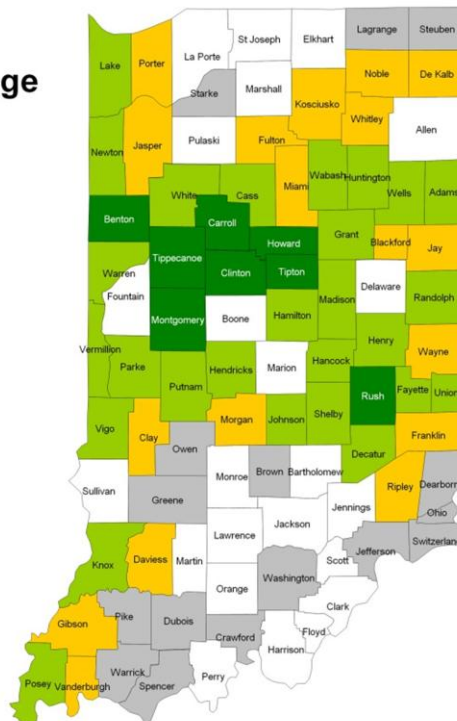 ge
Lake
Porter
La Porte
St Joseph
Elkhart
Lagrange
Steuben
Starke
Marshall
Noble
De Kalb
Kosciusko
Whitley
Allen
Newton
Jasper
Pulaski
Fulton
Miami
Wabash
Huntington
Wells
Adams
White
Cass
Benton
Carroll
Howard
Grant
Blackford
Jay
Tippecanoe
Clinton
Tipton
Warren
Fountain
Montgomery
Boone
Hamilton
Madison
Delaware
Randolph
Vermillion
Parke
Putnam
Hendricks
Marion
Hancock
Henry
Wayne
Rush
Fayette
Union
Vigo
Clay
Owen
Morgan
Johnson
Shelby
Decatur
Franklin
Sullivan
Greene
Monroe
Brown
Bartholomew
Ripley
Dearborn
Ohio
Jennings
Switzerland
Jefferson
Lawrence
Jackson
Knox
Daviess
Martin
Orange
Washington
Scott
Clark
Floyd
Harrison
Gibson
Pike
Dubois
Crawford
Posey
Vanderburgh
Warrick
Spencer
Perry